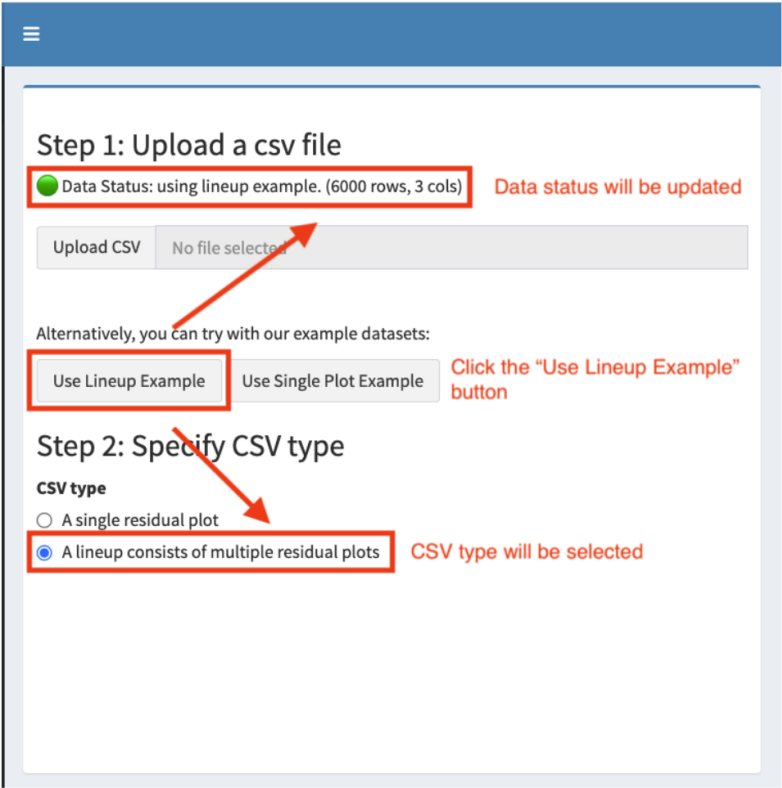 Step 1: Upload a csv file
Data Status: using lineup example. (6000 rows, 3 cols)
Data status will be updated
Upload CSV
No file selected
Alternatively, you can try with our example datasets:
Use Lineup Example
Use Single Plot Example
Click the “Use Lineup Example”
button
Step 2: Specify CSV type
CSV type
A single residual plot
A lineup consists of multiple residual plots
CSV type will be selected